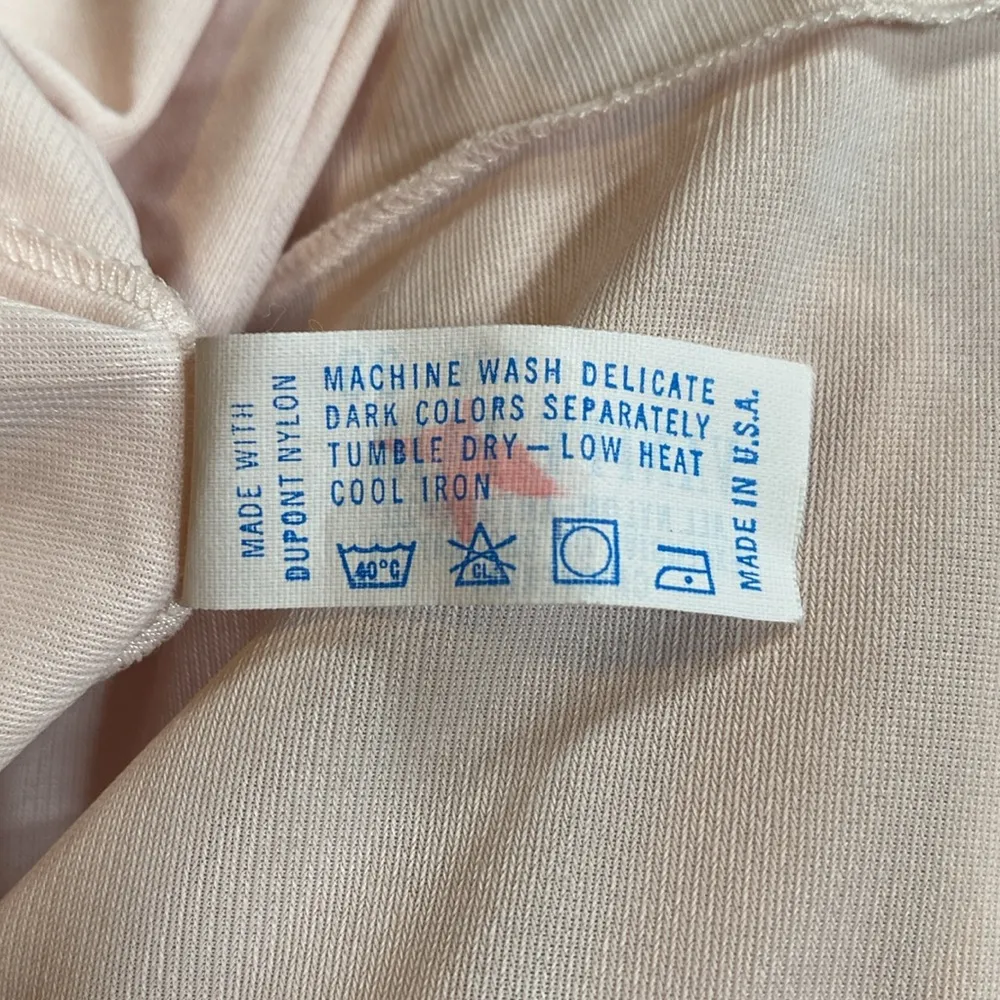 MADE WITH
DUPONT NYLON
MACHINE WASH DELICATE
DARK COLORS SEPARATELY
TUMBLE DRY – LOW HEAT
COOL IRON
40°C
CL
MADE IN U.S.A.